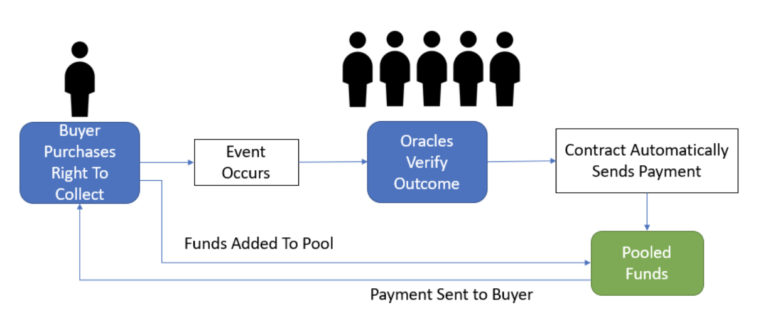 Buyer
Purchases
Right To
Collect
Event
Occurs
Oracles
Verify
Outcome
Contract Automatically
Sends Payment
Funds Added To Pool
Pooled
Funds
Payment Sent to Buyer